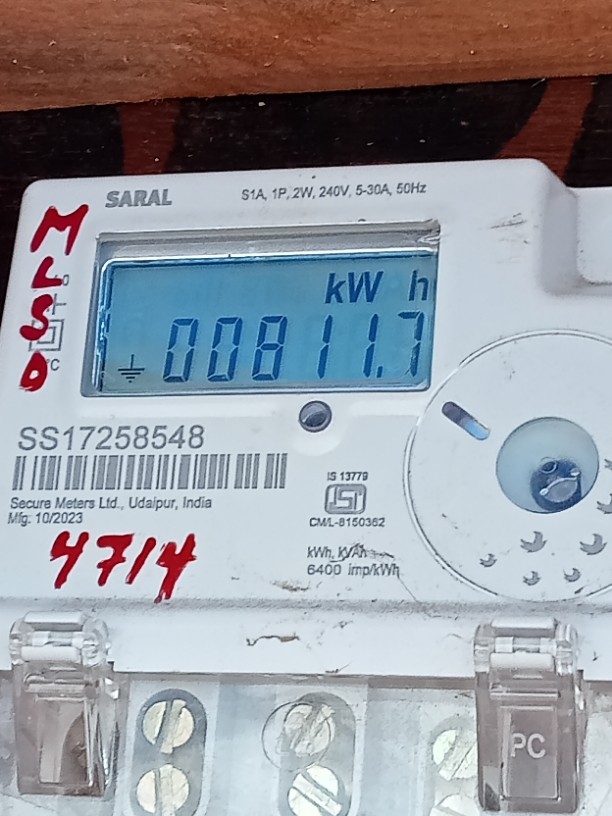 SARAL
S1A, 1P, 2W, 240V, 5-30A, 50Hz
MLSD
kW h
00811.7
SS17258548
Secure Meters Ltd., Udaipur, India
Mfg. 10/2023
IS 13779
ISI
CM/L-8150362
kWh, kVAh
6400 imp/kWh
4714
PC